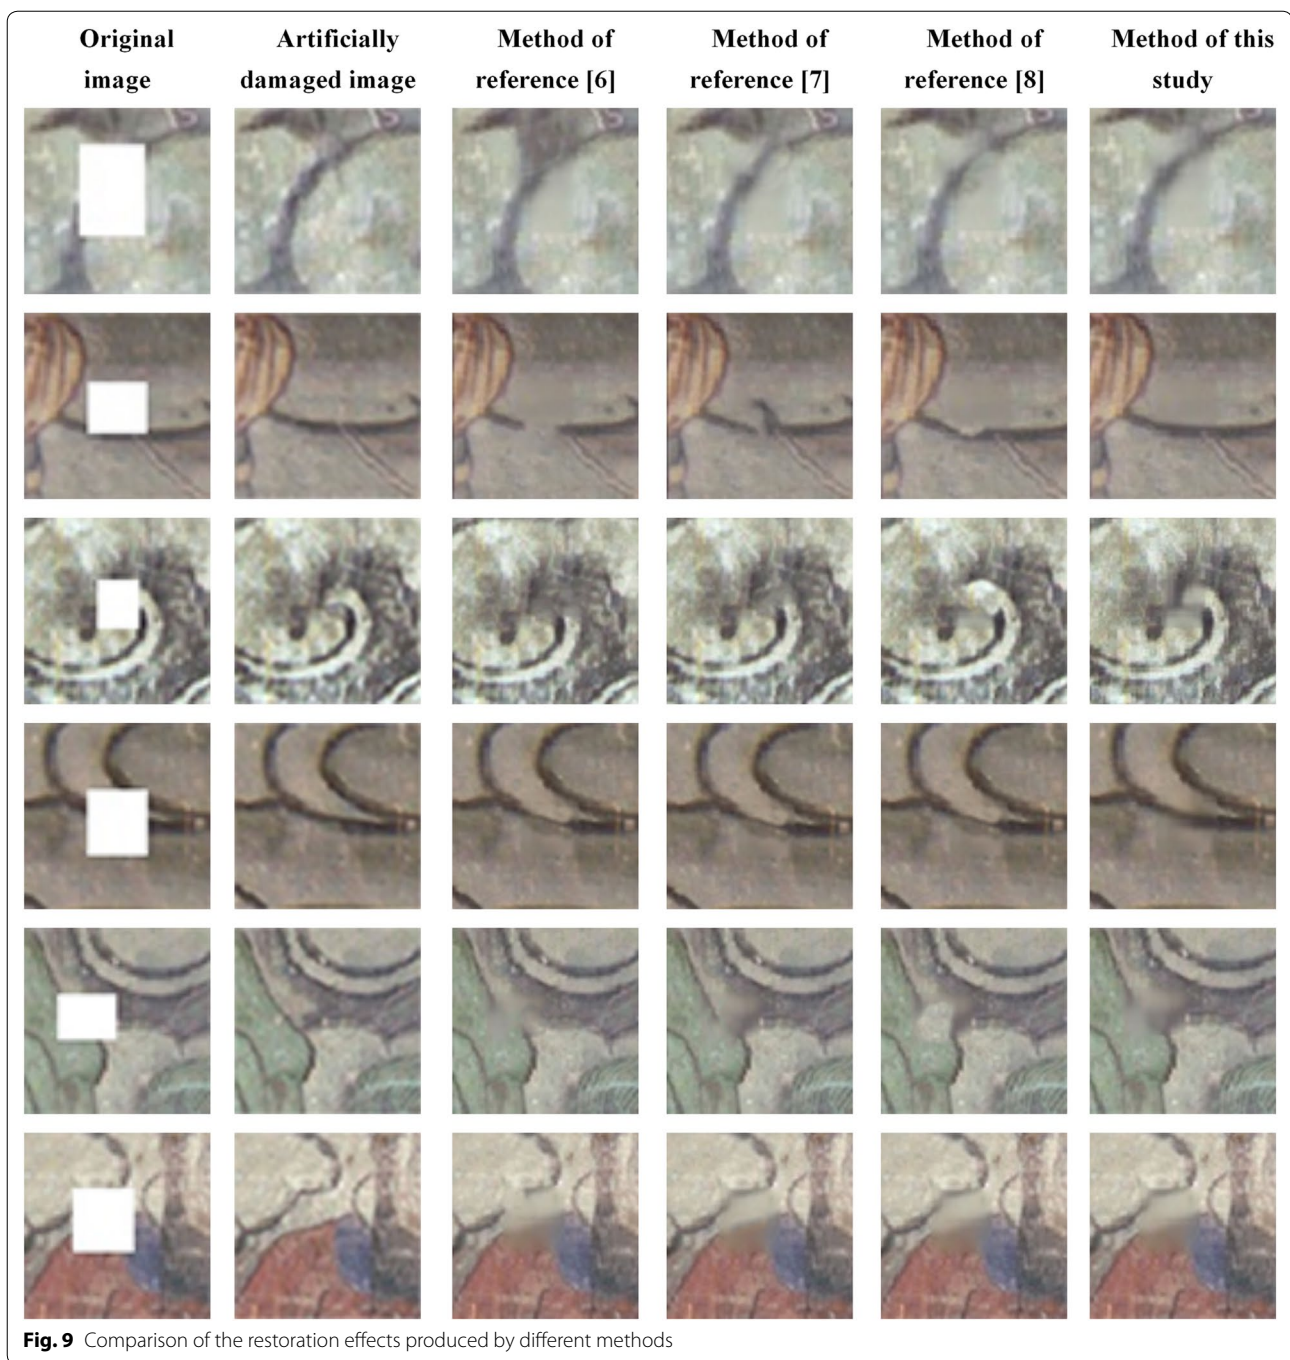 Original image
Artificially damaged image
Method of reference [6]
Method of reference [7]
Method of reference [8]
Method of this study
Fig. 9 Comparison of the restoration effects produced by different methods